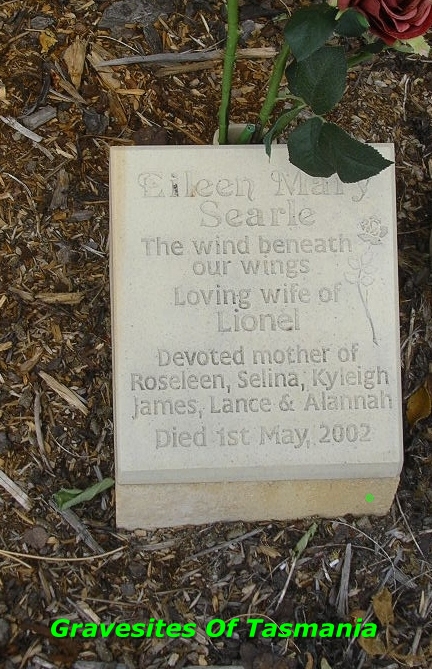 Eileen Mary
Searle
The wind beneath
our wings
Loving wife of
Lionel
Devoted mother of
Roseleen, Selina, Kyleigh
James, Lance & Alannah
Died 1st May, 2002
Gravesites Of Tasmania